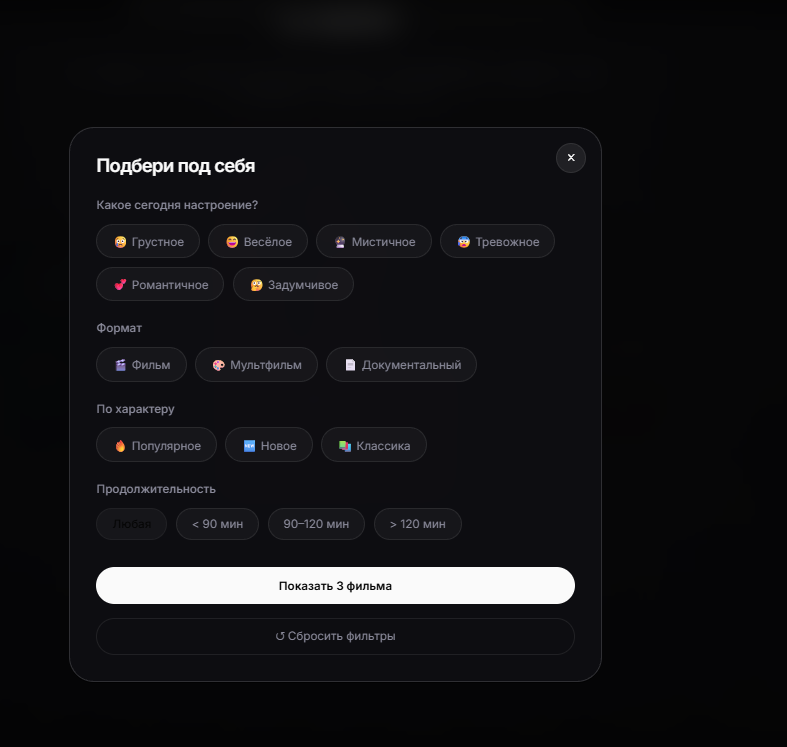 Подбери под себя
×
Какое сегодня настроение?
😳 Грустное 😄 Весёлое 🔮 Мистичное 😰 Тревожное
💕 Романтичное 🤔 Задумчивое
Формат
🎬 Фильм 🎨 Мультфильм 📄 Документальный
По характеру
🔥 Популярное 🆕 Новое 📚 Классика
Продолжительность
Любая < 90 мин 90–120 мин > 120 мин
Показать 3 фильма
↺ Сбросить фильтры